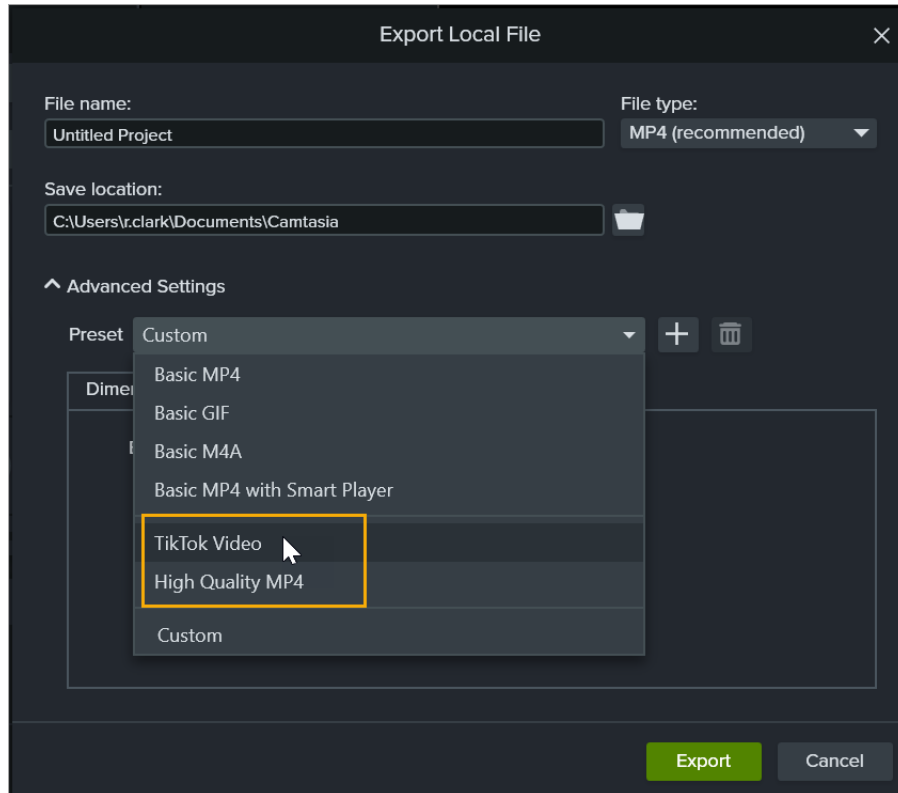 Export Local File
File name:
File type:
Untitled Project
MP4 (recommended)
Save location:
C:\Users\r.clark\Documents\Camtasia
Advanced Settings
Preset
Custom
Basic MP4
Dimen
Basic GIF
Basic M4A
Basic MP4 with Smart Player
TikTok Video
High Quality MP4
Custom
Export
Cancel